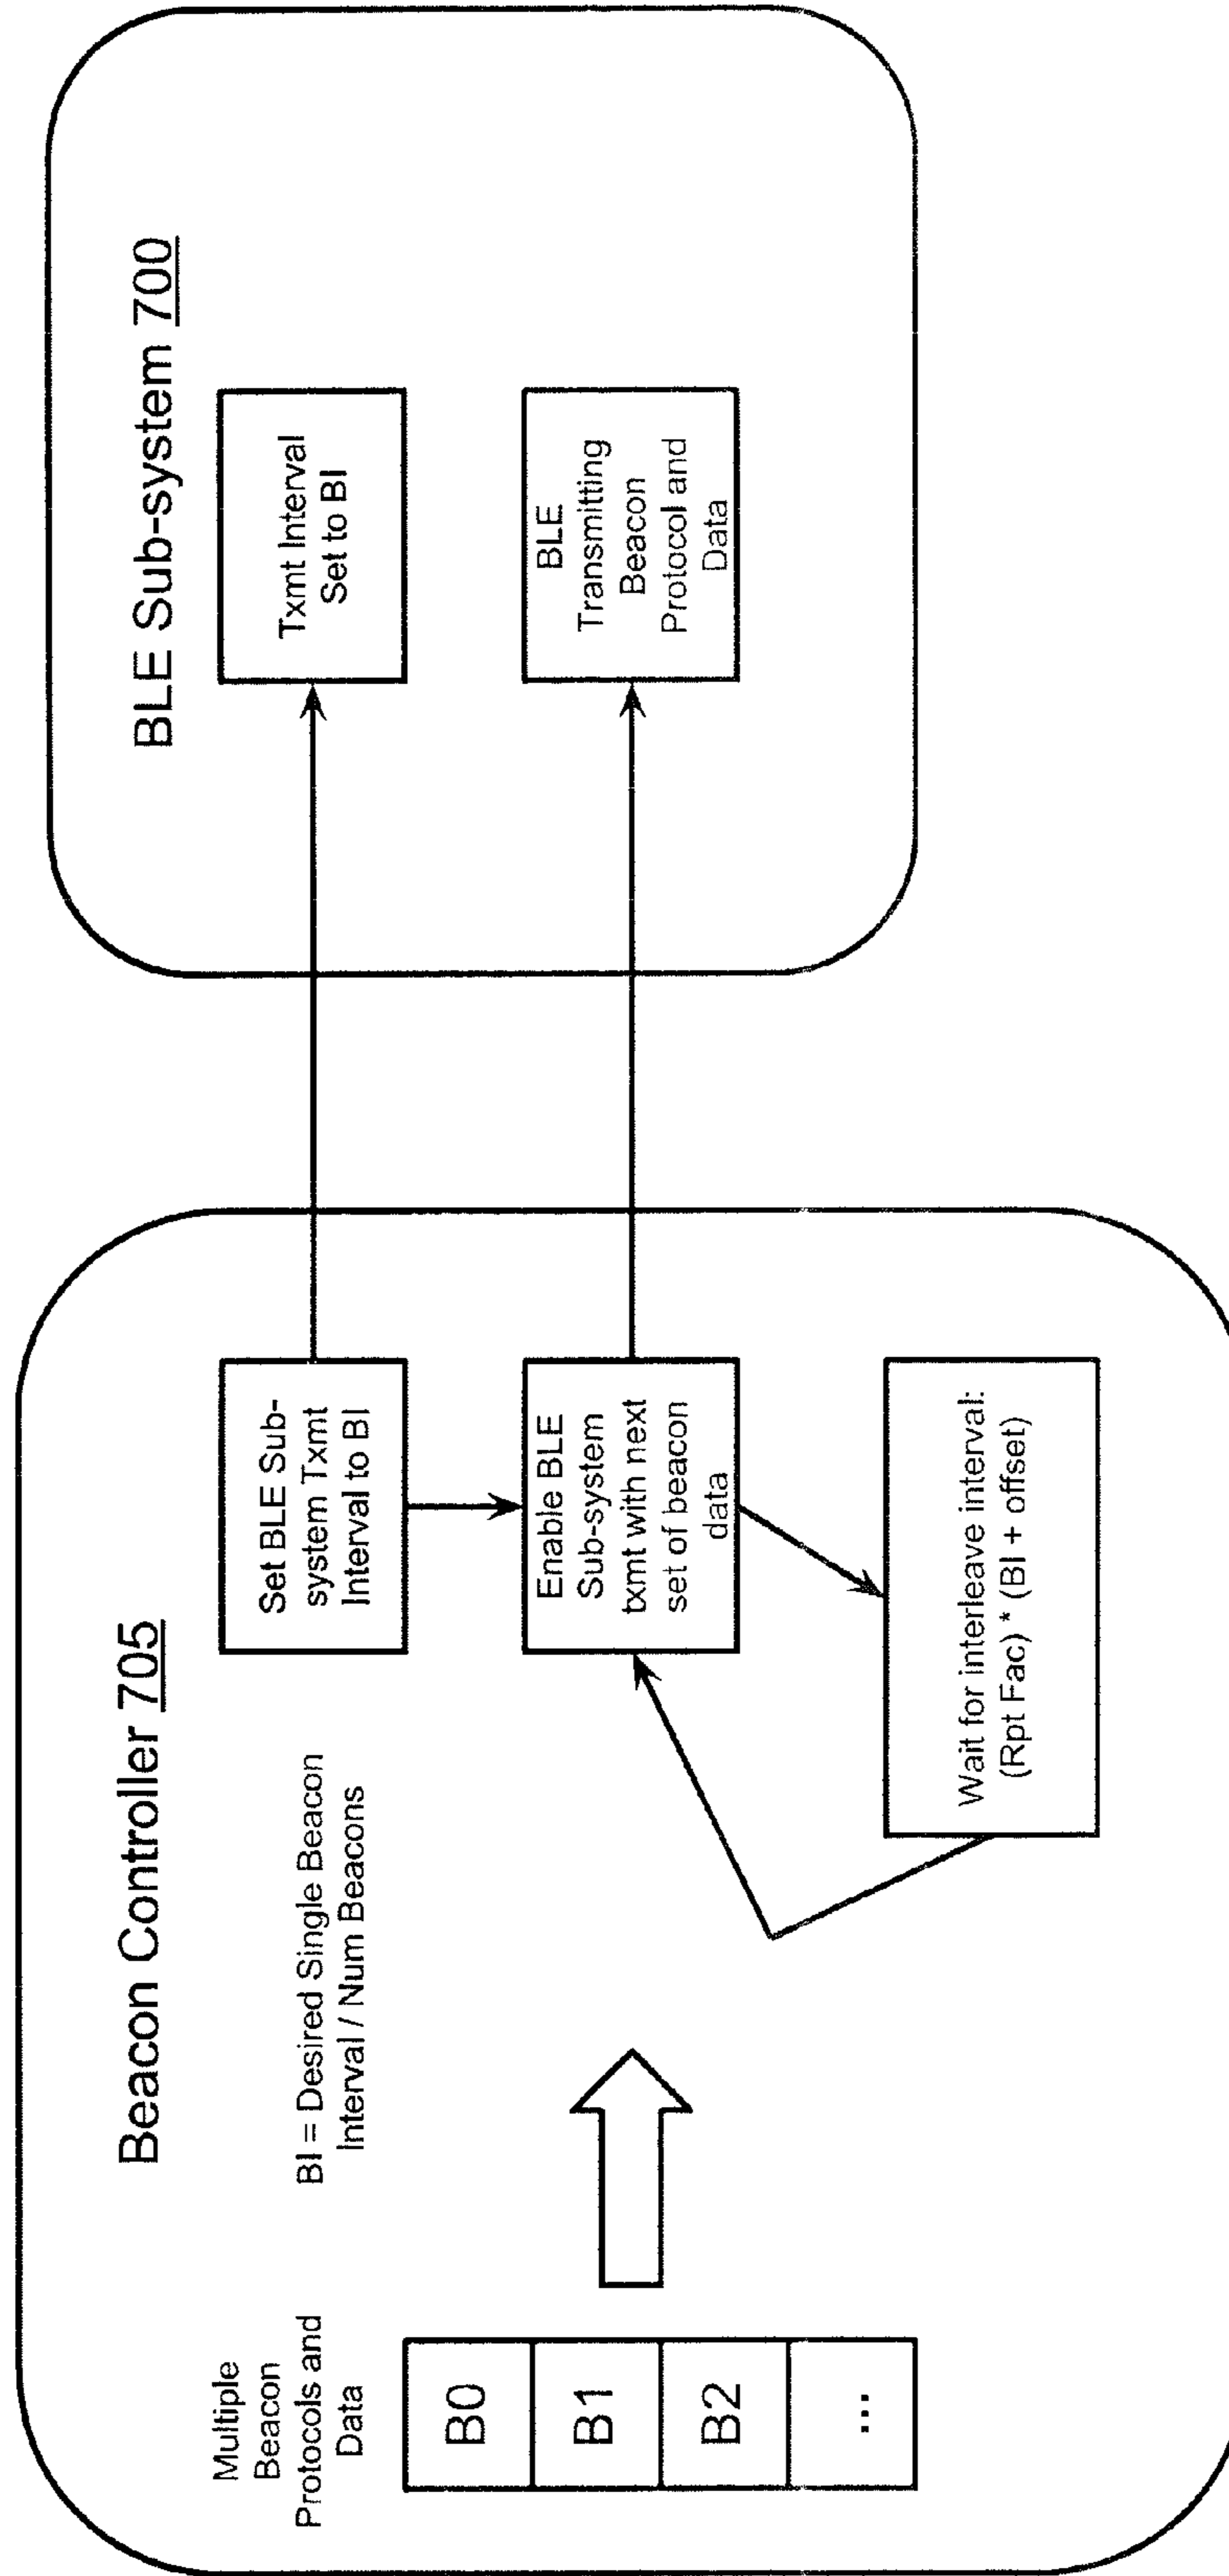 Beacon Controller 705
Multiple
Beacon
Protocols and
Data
B0
B1
B2
...
BI = Desired Single Beacon
Interval / Num Beacons
Set BLE Sub-
system Txmt
Interval to BI
Enable BLE
Sub-system
txmt with next
set of beacon
data
Wait for interleave interval:
(Rpt Fac) * (BI + offset)
BLE Sub-system 700
Txmt Interval
Set to BI
BLE
Transmitting
Beacon
Protocol and
Data